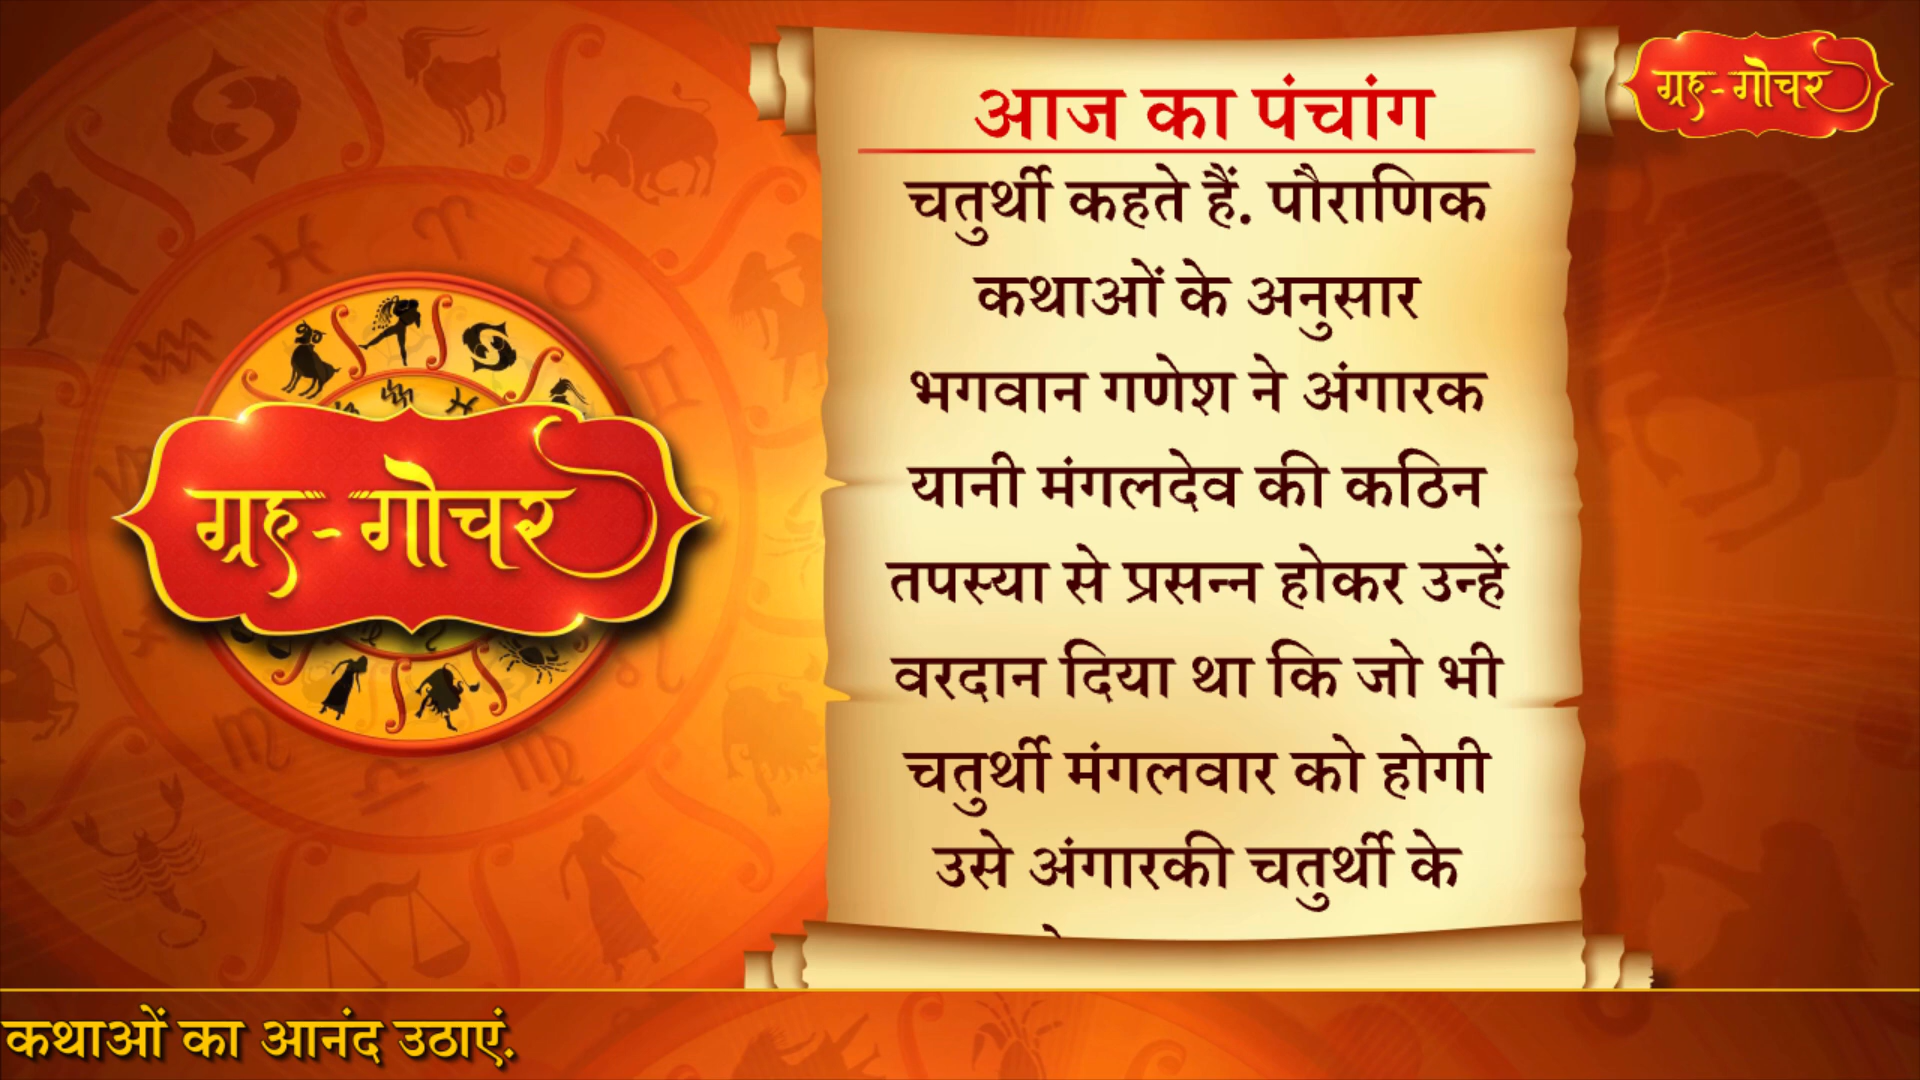 आज का पंचांग
ग्रह-गोचर
चतुर्थी कहते हैं. पौराणिक
कथाओं के अनुसार
भगवान गणेश ने अंगारक
यानी मंगलदेव की कठिन
तपस्या से प्रसन्न होकर उन्हें
वरदान दिया था कि जो भी
चतुर्थी मंगलवार को होगी
उसे अंगारकी चतुर्थी के
ग्रह-गोचर
कथाओं का आनंद उठाएं.